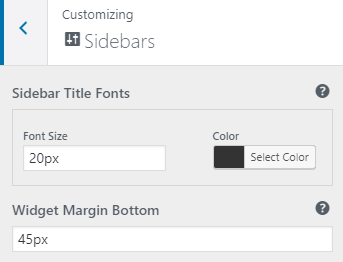 Customizing
Sidebars
Sidebar Title Fonts ?
Font Size Color
20px Select Color
Widget Margin Bottom ?
45px